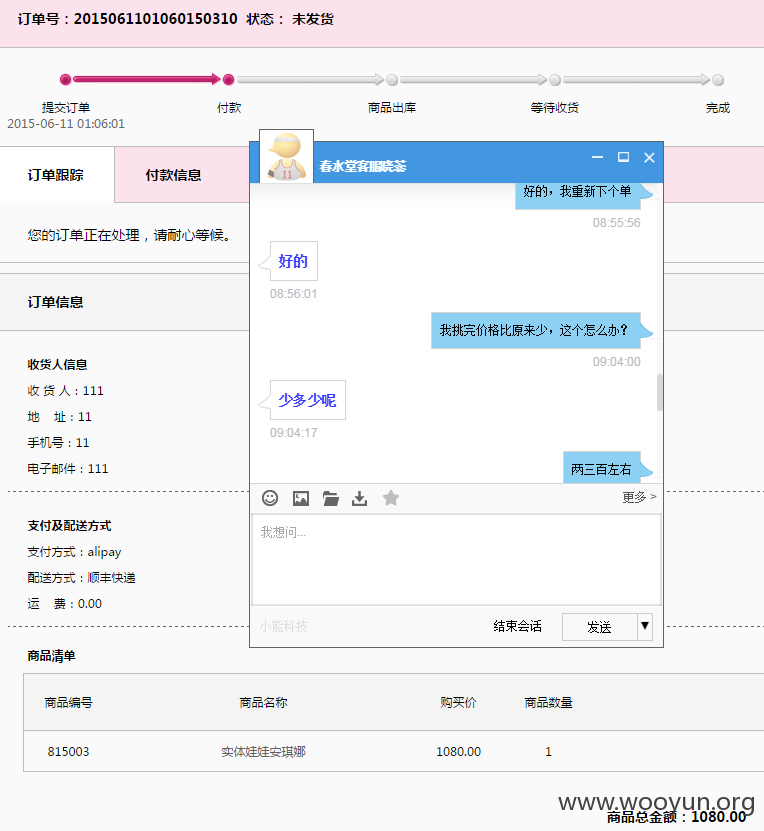 订单号：2015061101060150310 状态： 未发货
提交订单 付款 商品出库 等待收货 完成
2015-06-11 01:06:01
订单跟踪 付款信息
您的订单正在处理，请耐心等候。
订单信息
收货人信息
收 货 人：111
地 址：11
手机号：11
电子邮件：111
支付及配送方式
支付方式：alipay
配送方式：顺丰快递
运 费：0.00
商品清单
商品编号 商品名称 购买价 商品数量
815003 实体娃娃安琪娜 1080.00 1
商品总金额：1080.00
春水堂客服晓蕊
11
好的，我重新下个单
08:55:56
好的
08:56:01
我挑完价格比原来少，这个怎么办？
09:04:00
少多少呢
09:04:17
两三百左右
更多 >
我想问...
小能科技 结束会话 发送
www.wooyun.org